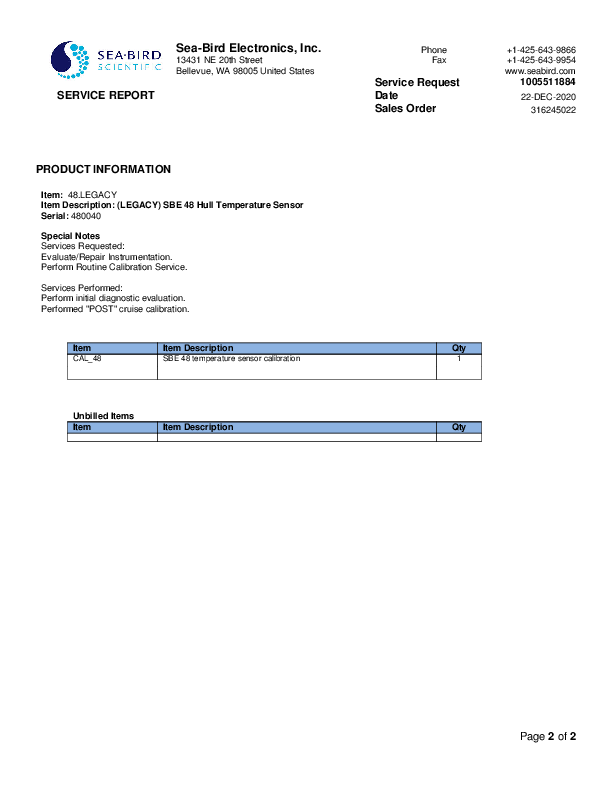 SEA·BIRD
SCIENTIFIC
Sea-Bird Electronics, Inc.
13431 NE 20th Street
Bellevue, WA 98005 United States
Phone +1-425-643-9866
Fax +1-425-643-9954
www.seabird.com
SERVICE REPORT
Service Request 1005511884
Date 22-DEC-2020
Sales Order 316245022
PRODUCT INFORMATION
Item: 48.LEGACY
Item Description: (LEGACY) SBE 48 Hull Temperature Sensor
Serial: 480040
Special Notes
Services Requested:
Evaluate/Repair Instrumentation.
Perform Routine Calibration Service.
Services Performed:
Perform initial diagnostic evaluation.
Performed "POST" cruise calibration.
Item Item Description Qty
CAL_48 SBE 48 temperature sensor calibration 1
Unbilled Items
Item Item Description Qty
Page 2 of 2